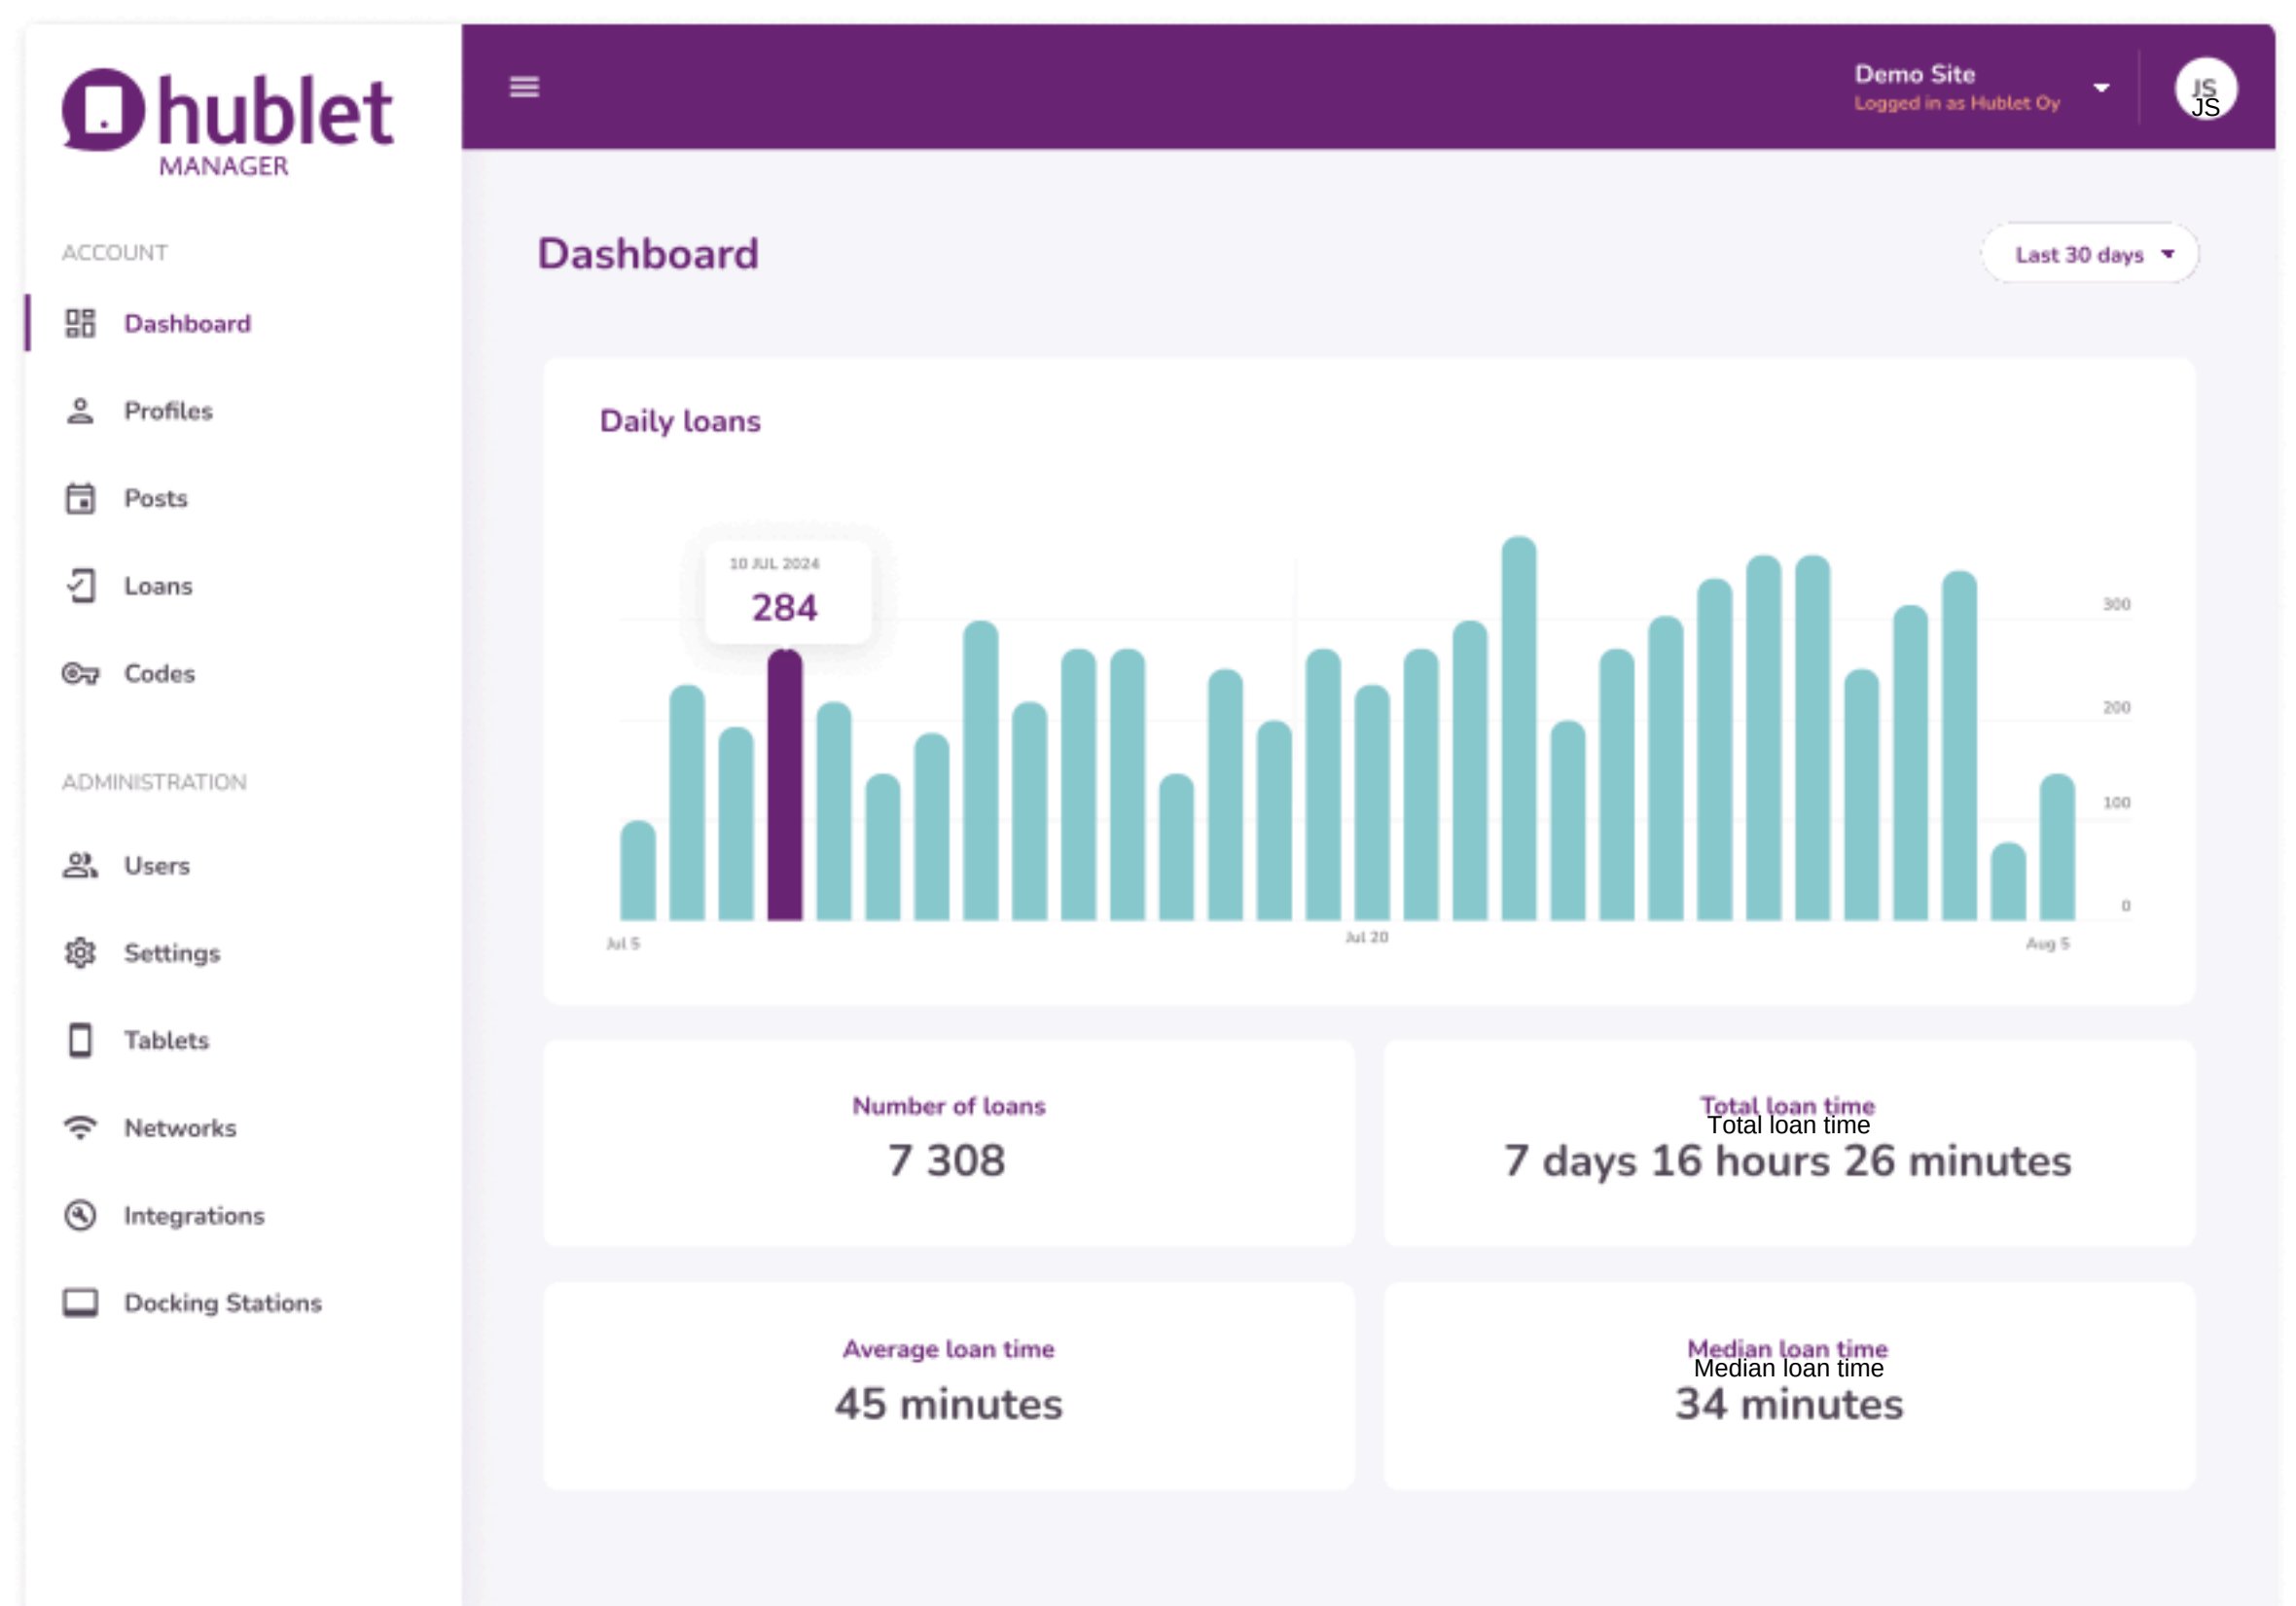 hublet
MANAGER
Demo Site
Logged in as Hublet Oy
JS
JS
ACCOUNT
Dashboard
Profiles
Posts
Loans
Codes
ADMINISTRATION
Users
Settings
Tablets
Networks
Integrations
Docking Stations
Dashboard
Last 30 days
Daily loans
10 JUL 2024
284
300
200
100
0
Jul 5
Jul 20
Aug 5
Number of loans
7 308
Total loan time
Total loan time
7 days 16 hours 26 minutes
Average loan time
45 minutes
Median loan time
Median loan time
34 minutes